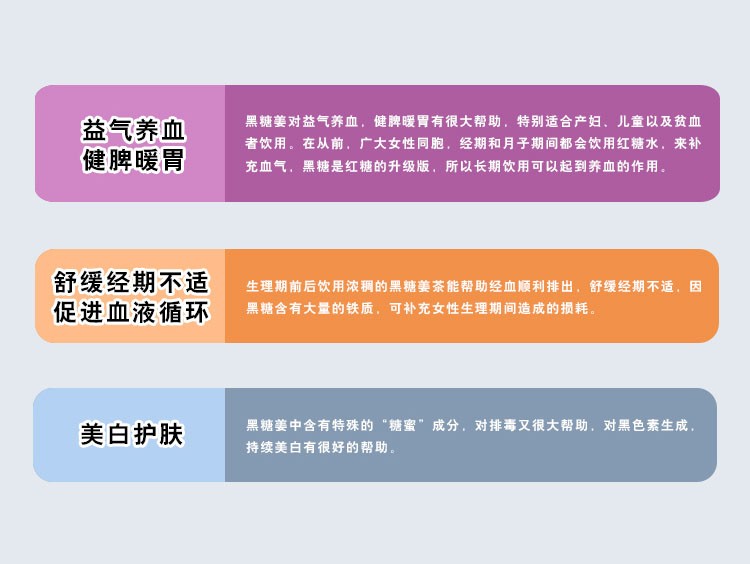 益气养血
健脾暖胃
黑糖姜对益气养血，健脾暖胃有很大帮助，特别适合产妇、儿童以及贫血
者饮用。在从前，广大女性同胞，经期和月子期间都会饮用红糖水，来补
充血气，黑糖是红糖的升级版，所以长期饮用可以起到养血的作用。
舒缓经期不适
促进血液循环
生理期前后饮用浓稠的黑糖姜茶能帮助经血顺利排出，舒缓经期不适，因
黑糖含有大量的铁质，可补充女性生理期间造成的损耗。
美白护肤
黑糖姜中含有特殊的“糖蜜”成分，对排毒又很大帮助，对黑色素生成，
持续美白有很好的帮助。